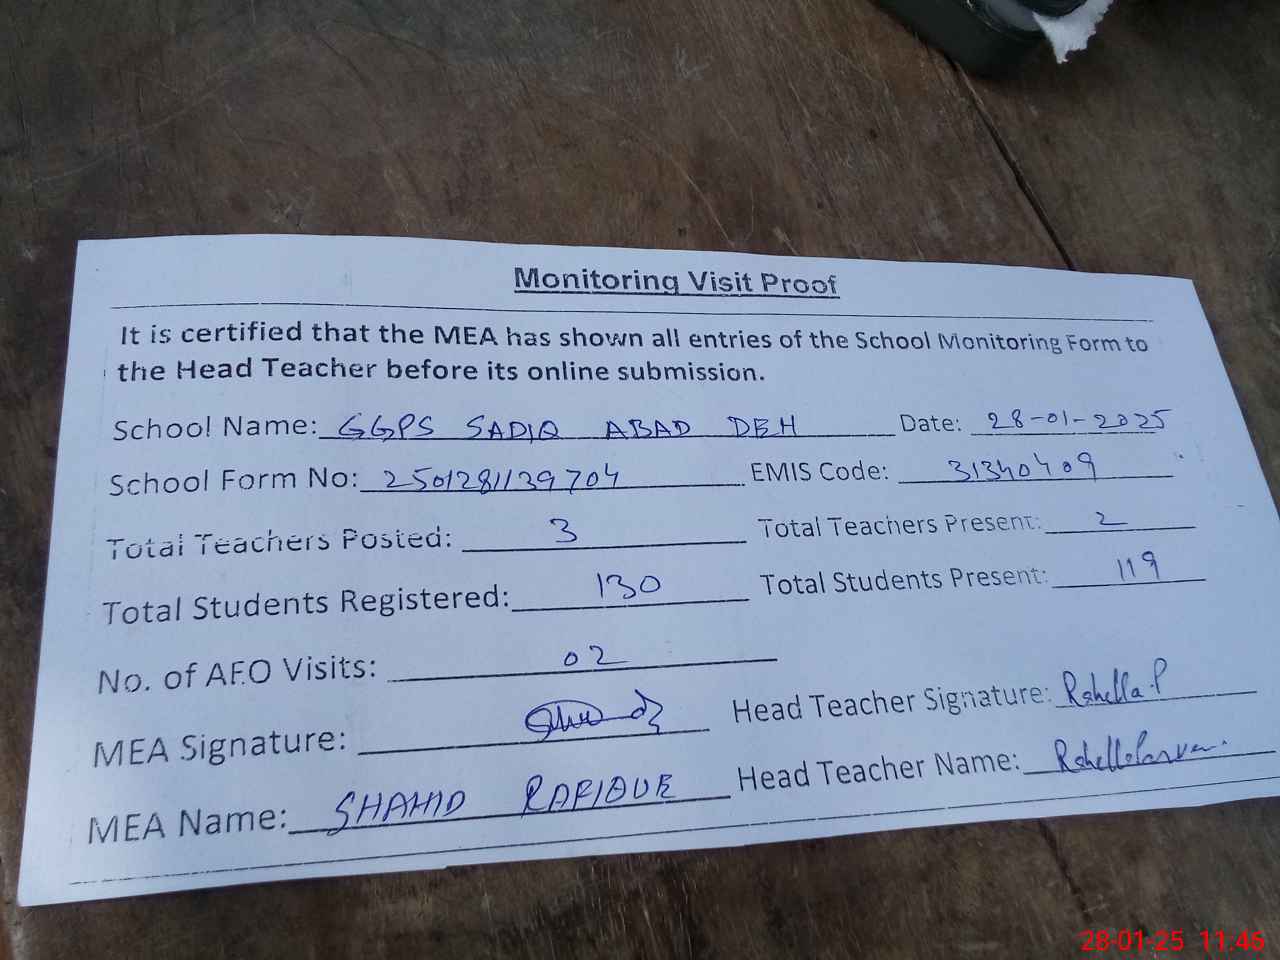 Monitoring Visit Proof
It is certified that the MEA has shown all entries of the School Monitoring Form to
the Head Teacher before its online submission.
School Name: GGPS SADIQ ABAD DEH Date: 28-01-2025
School Form No: 2501281139704 EMIS Code: 31340409
Total Teachers Posted: 3 Total Teachers Present: 2
Total Students Registered: 130 Total Students Present: 119
No. of AEO Visits: 02
MEA Signature: Head Teacher Signature: Rahella.P
MEA Name: SHAHID RAFIQUE Head Teacher Name: Rahella Parveen.
28-01-25 11:46